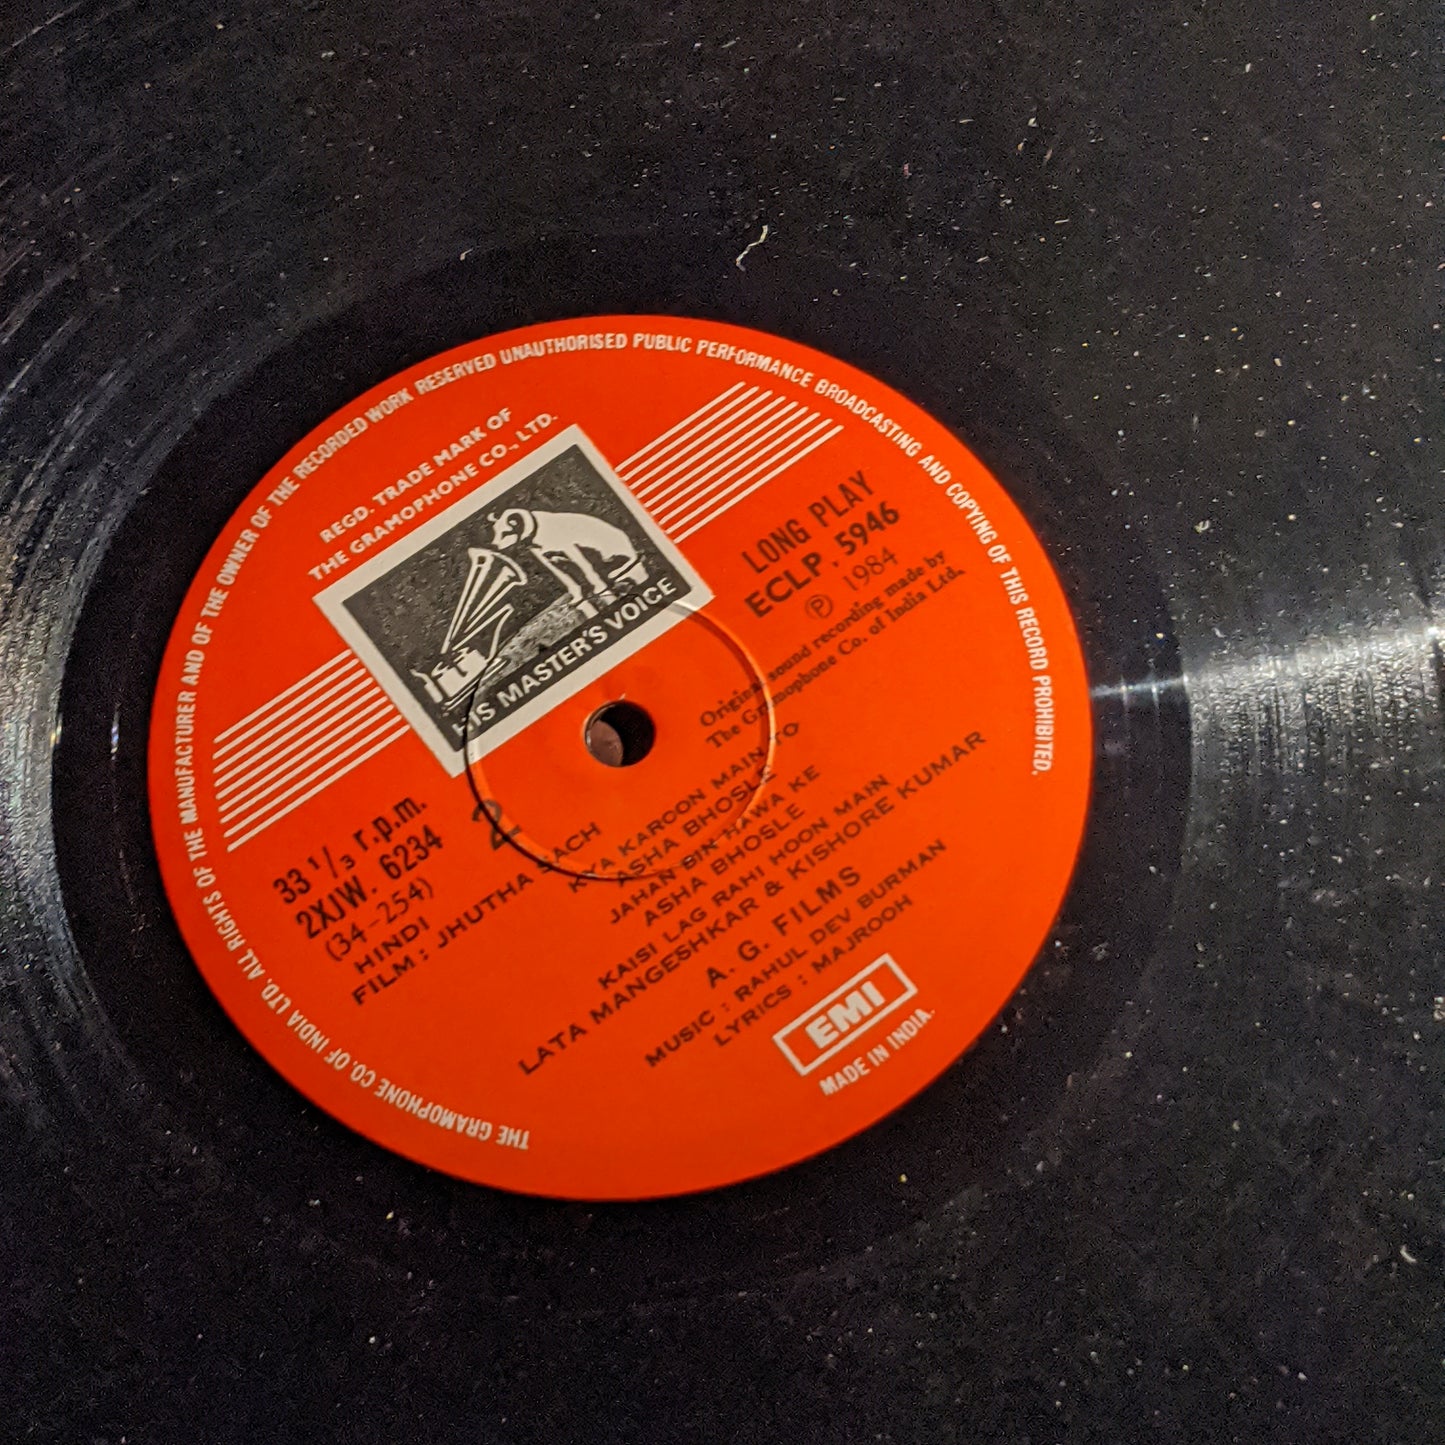 THE GRAMOPHONE CO. OF INDIA LTD. ALL RIGHTS OF THE MANUFACTURER AND OF THE OWNER OF THE RECORDED WORK RESERVED UNAUTHORISED PUBLIC PERFORMANCE BROADCASTING AND COPYING OF THIS RECORD PROHIBITED.
REGD. TRADE MARK OF
THE GRAMOPHONE CO., LTD.
HIS MASTER'S VOICE
LONG PLAY
ECLP. 5946
Ⓟ 1984
Original sound recording made by
The Gramophone Co. of India Ltd.
33 1/3 r.p.m.
2XJW. 6234
2
(34-254)
HINDI
FILM : JHUTHA SACH
KYA KAROON MAIN TO
ASHA BHOSLE
JAHAN BIN HAWA KE
ASHA BHOSLE
KAISI LAG RAHI HOON MAIN
LATA MANGESHKAR & KISHORE KUMAR
A. G. FILMS
MUSIC : RAHUL DEV BURMAN
LYRICS : MAJROOH
EMI
MADE IN INDIA.